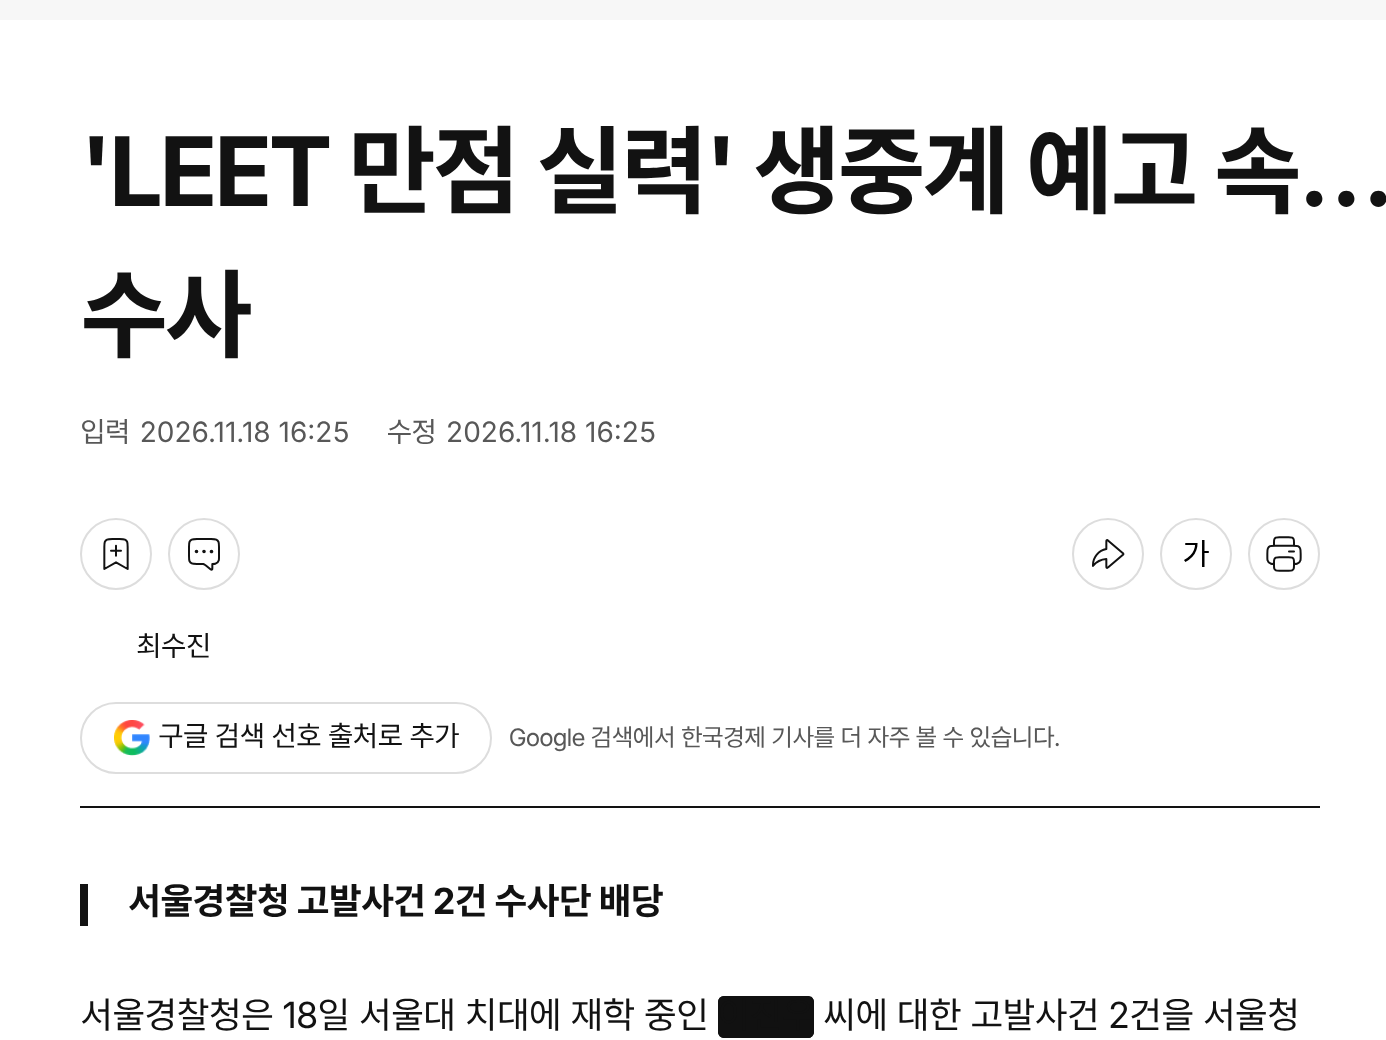 'LEET 만점 실력' 생중계 예고 속…
수사
입력 2026.11.18 16:25 수정 2026.11.18 16:25
가
최수진
구글 검색 선호 출처로 추가 Google 검색에서 한국경제 기사를 더 자주 볼 수 있습니다.
서울경찰청 고발사건 2건 수사단 배당
서울경찰청은 18일 서울대 치대에 재학 중인 씨에 대한 고발사건 2건을 서울청